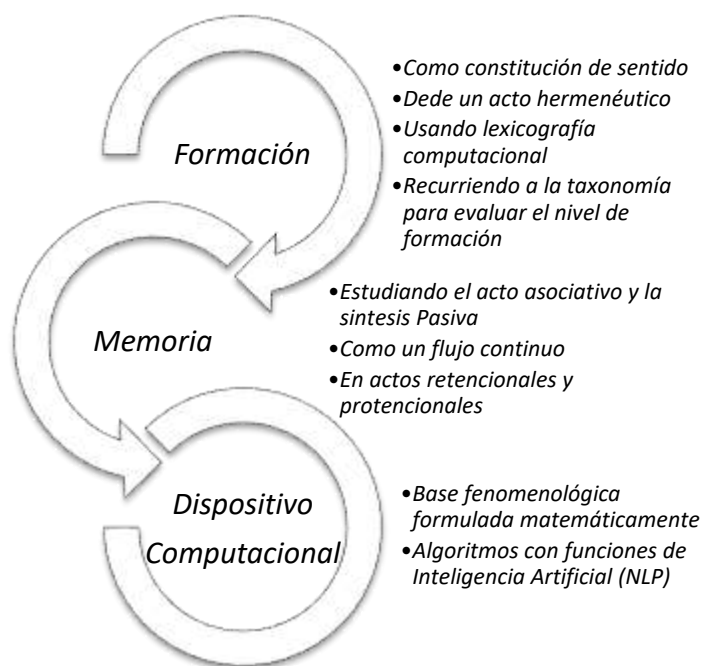 Formación
•Como constitución de sentido
•Dede un acto hermenéutico
•Usando lexicografía
computacional
•Recurriendo a la taxonomía
para evaluar el nivel de
formación
Memoria
•Estudiando el acto asociativo y la
sintesis Pasiva
•Como un flujo continuo
•En actos retencionales y
protencionales
Dispositivo
Computacional
•Base fenomenológica
formulada matemáticamente
•Algoritmos con funciones de
Inteligencia Artificial (NLP)